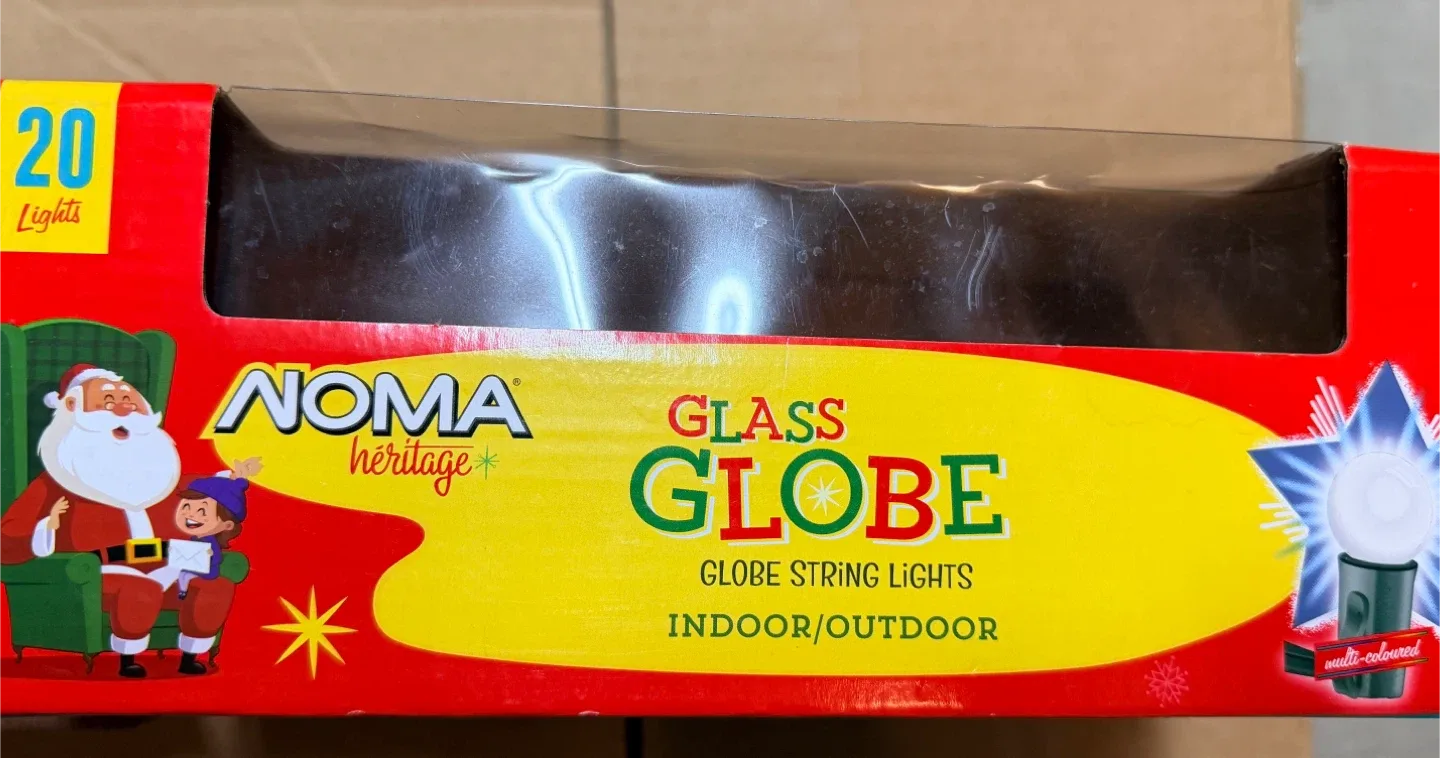 20
Lights
NOMA®
héritage
GLASS
GLOBE
GLOBE STRiNG LiGHTS
INDOOR/OUTDOOR
multi-coloured